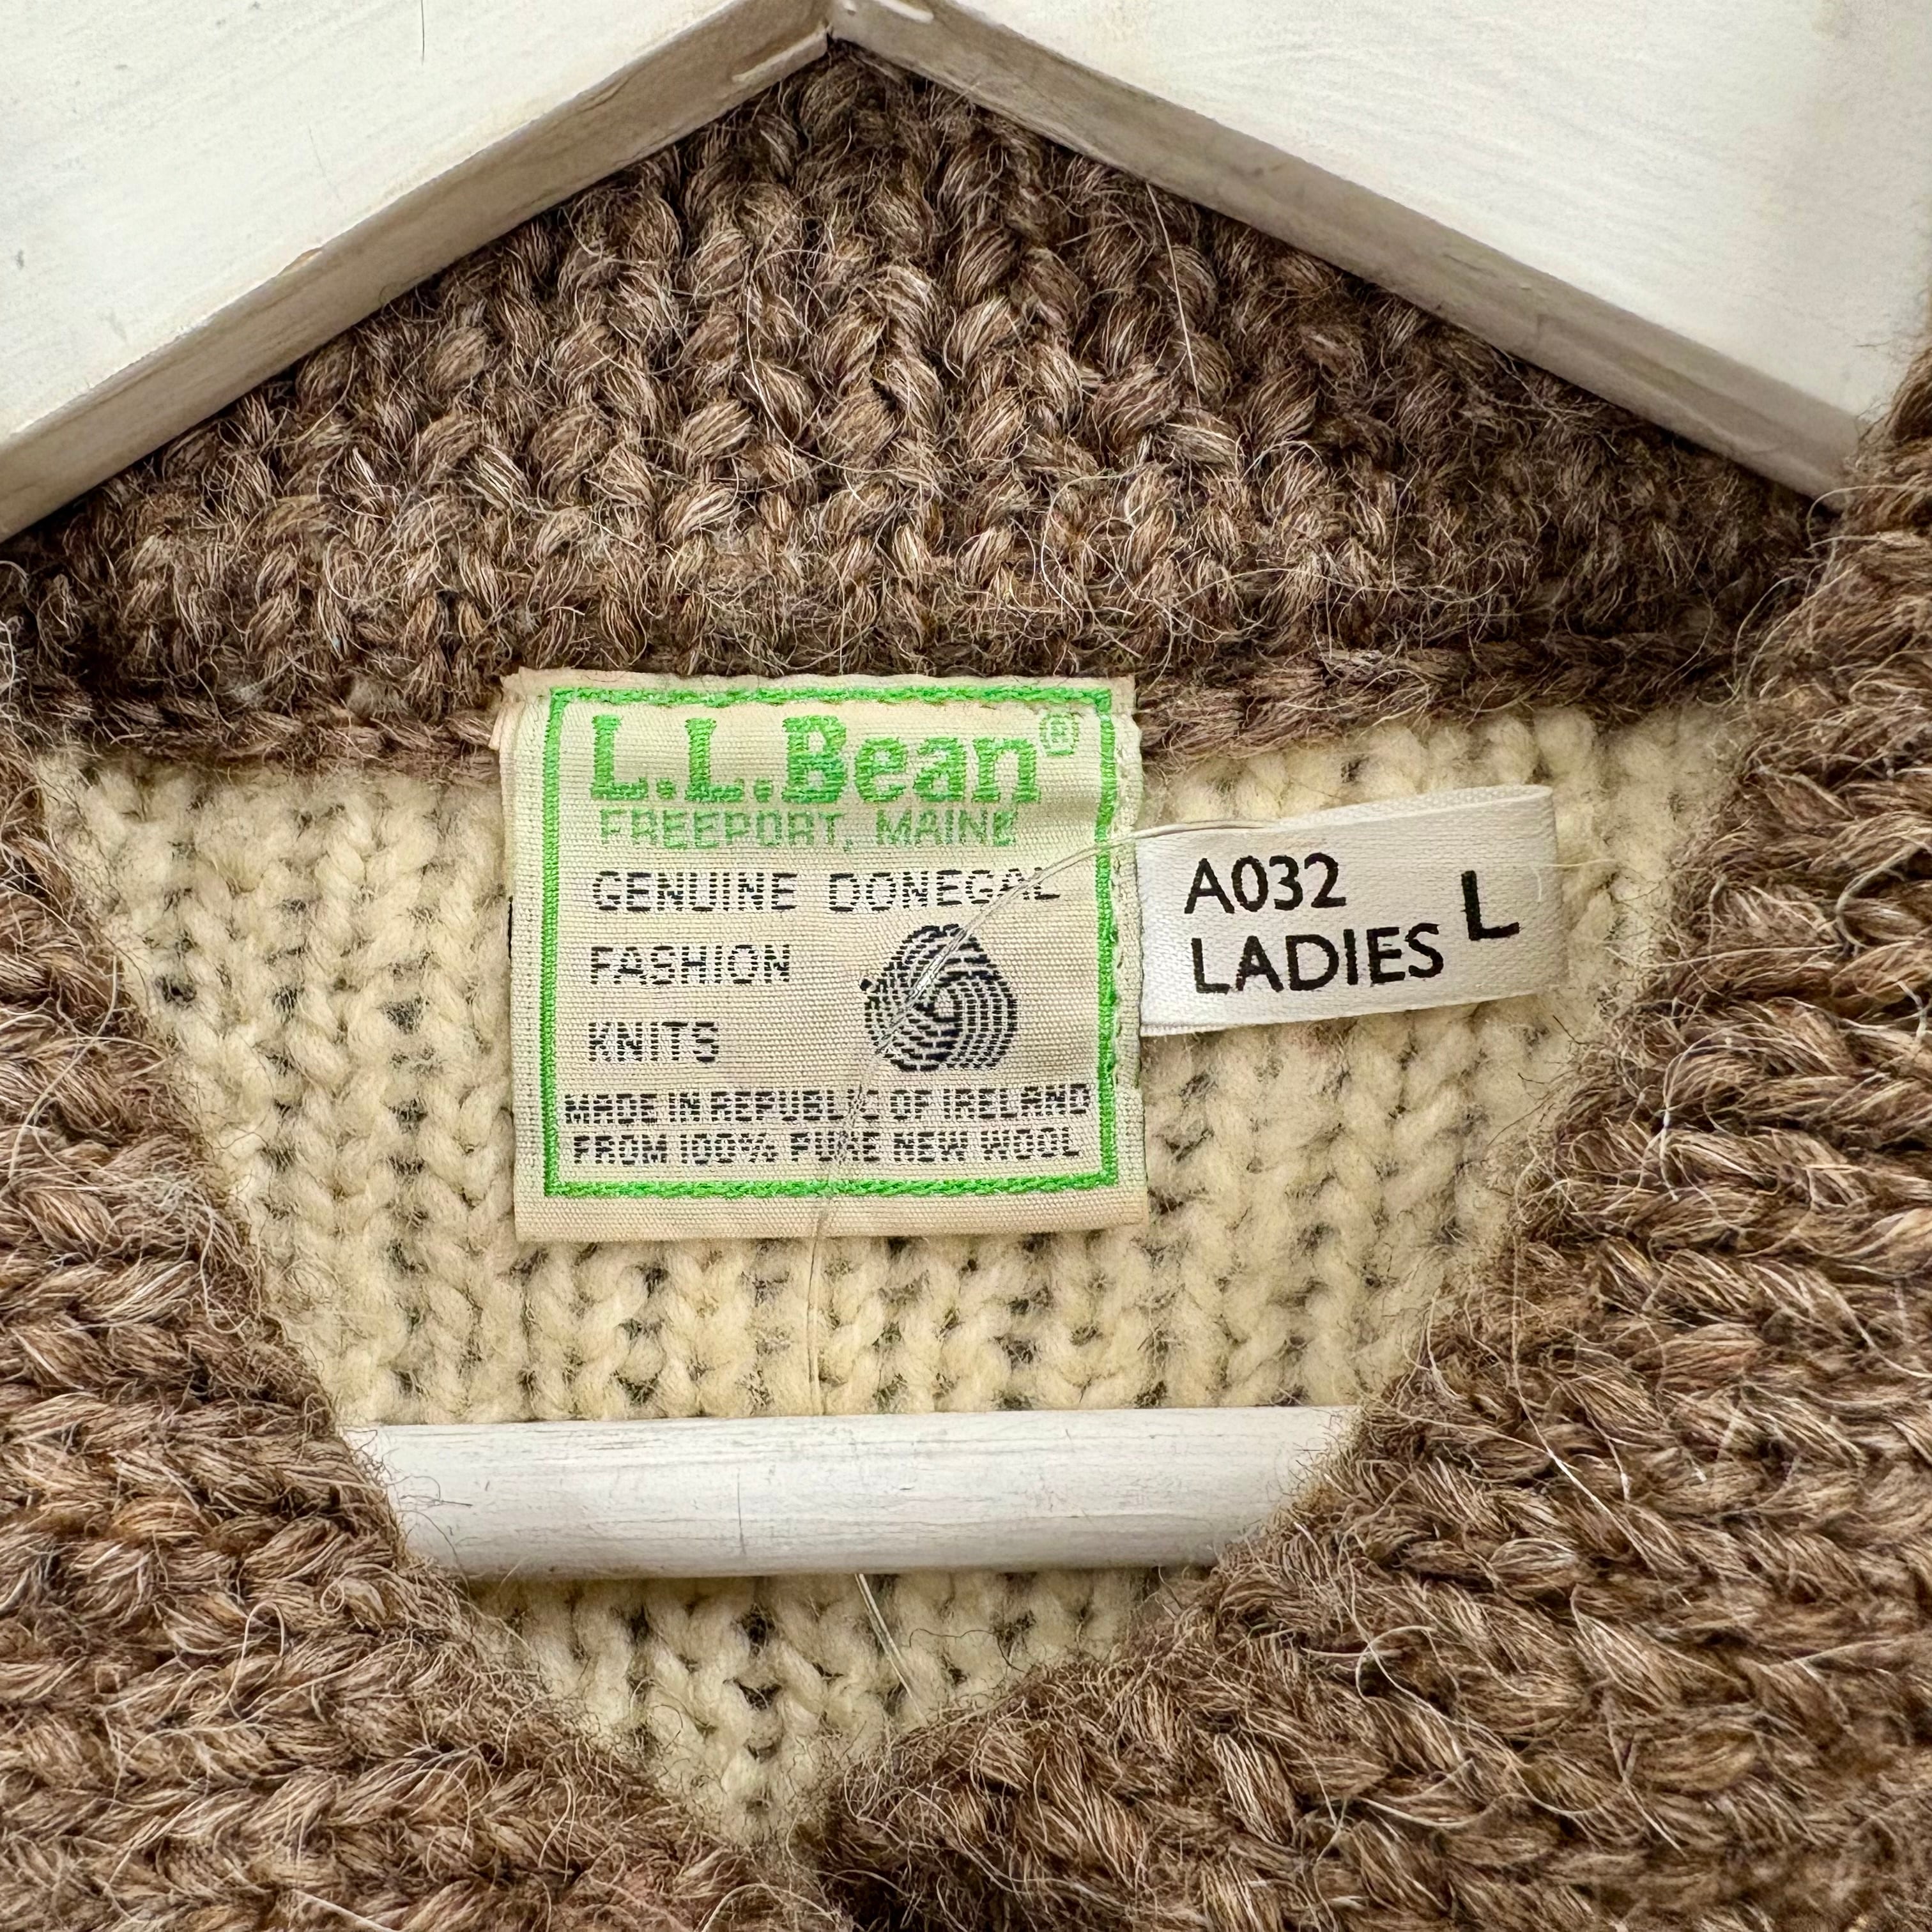 L.L.Bean®
FREEPORT, MAINE
GENUINE DONEGAL
FASHION
KNITS
MADE IN REPUBLIC OF IRELAND
FROM 100% PURE NEW WOOL
A032
LADIES L